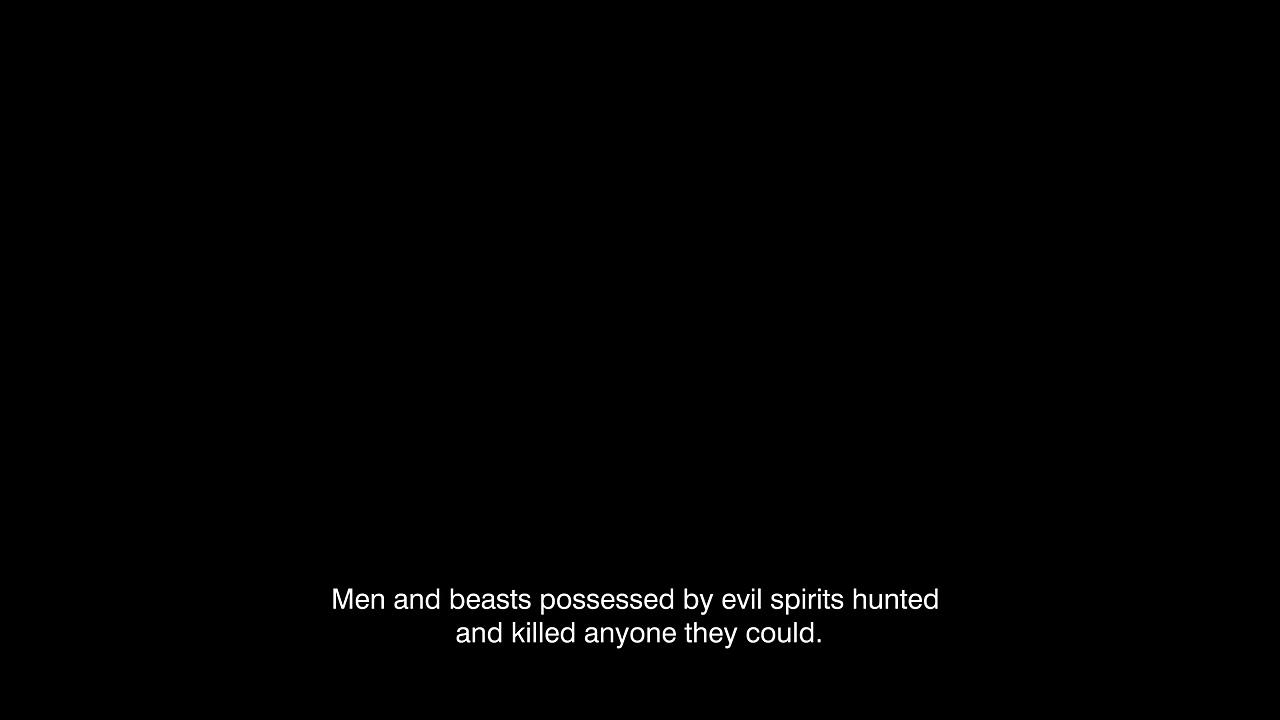 Men and beasts possessed by evil spirits hunted
and killed anyone they could.